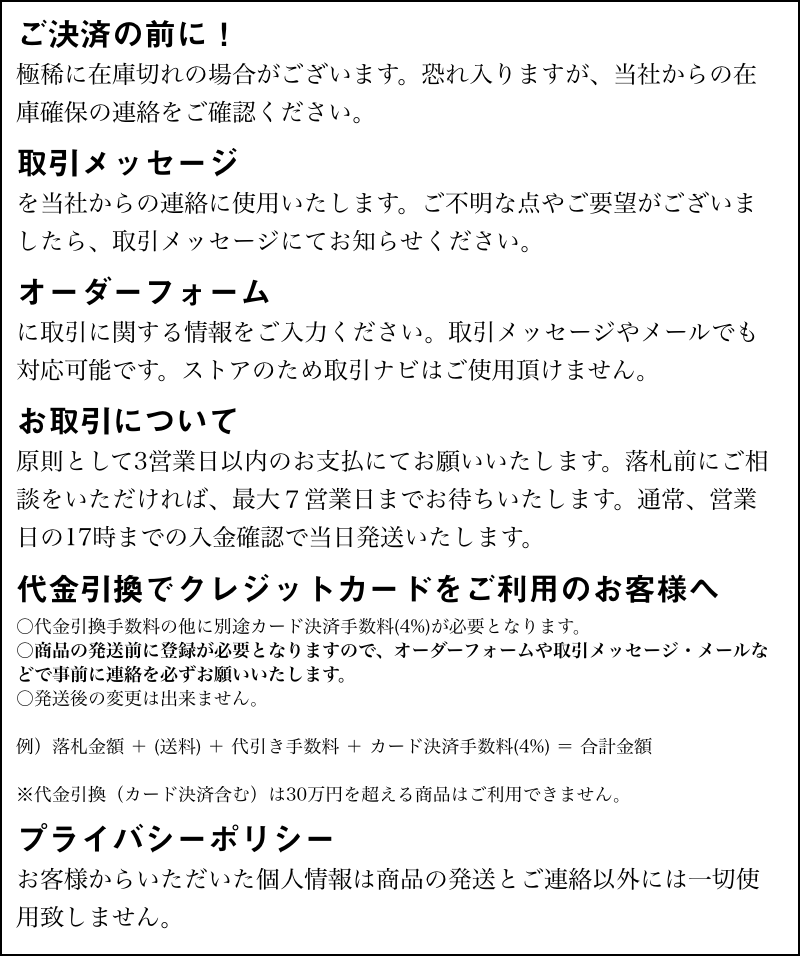 ご決済の前に！
極稀に在庫切れの場合がございます。恐れ入りますが、当社からの在
庫確保の連絡をご確認ください。
取引メッセージ
を当社からの連絡に使用いたします。ご不明な点やご要望がございま
したら、取引メッセージにてお知らせください。
オーダーフォーム
に取引に関する情報をご入力ください。取引メッセージやメールでも
対応可能です。ストアのため取引ナビはご使用頂けません。
お取引について
原則として3営業日以内のお支払にてお願いいたします。落札前にご相
談をいただければ、最大７営業日までお待ちいたします。通常、営業
日の17時までの入金確認で当日発送いたします。
代金引換でクレジットカードをご利用のお客様へ
○代金引換手数料の他に別途カード決済手数料(4%)が必要となります。
○商品の発送前に登録が必要となりますので、オーダーフォームや取引メッセージ・メールな
どで事前に連絡を必ずお願いいたします。
○発送後の変更は出来ません。
例）落札金額 ＋ (送料) ＋ 代引き手数料 ＋ カード決済手数料(4%) ＝ 合計金額
※代金引換（カード決済含む）は30万円を超える商品はご利用できません。
プライバシーポリシー
お客様からいただいた個人情報は商品の発送とご連絡以外には一切使
用致しません。